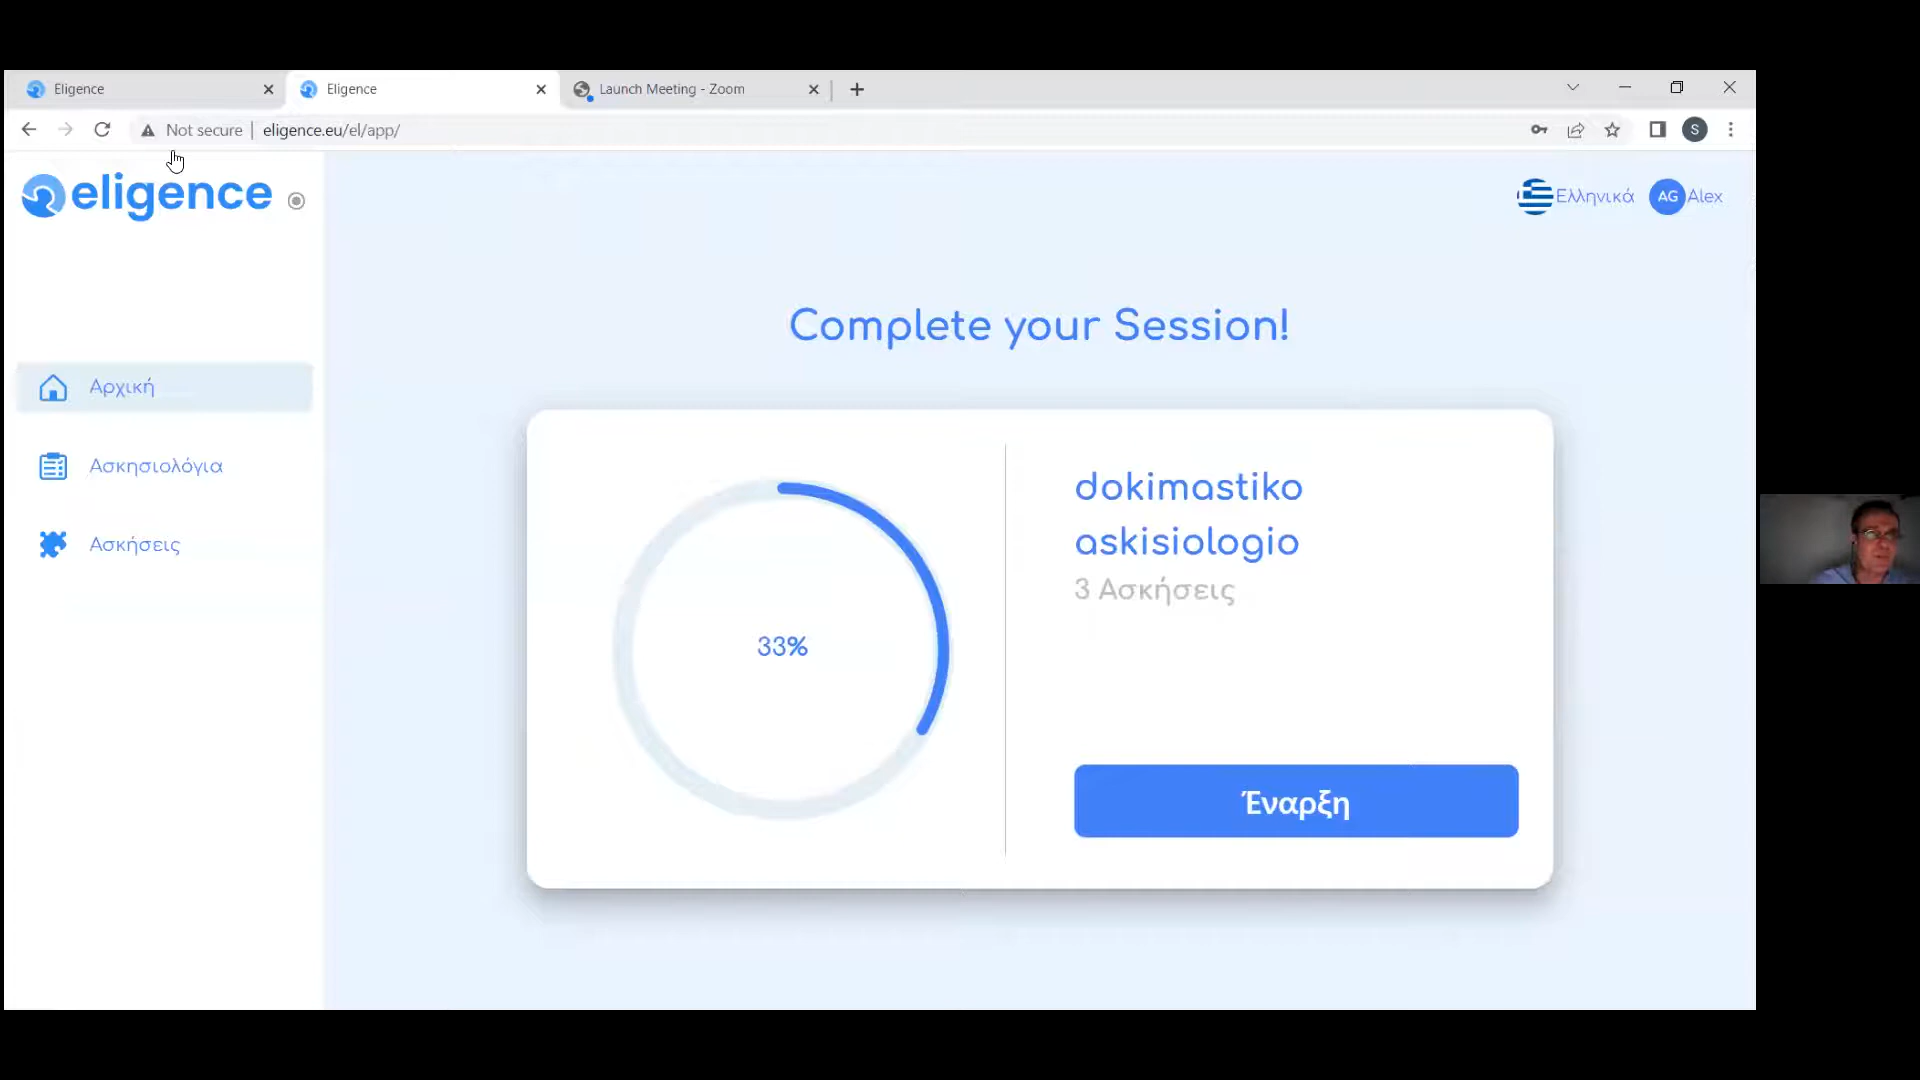 Eligence
Eligence
Launch Meeting - Zoom
Not secure
eligence.eu/el/app/
S
eligence
Ελληνικά
AG
Alex
Complete your Session!
Αρχική
Ασκησιολόγια
Ασκήσεις
33%
dokimastiko
askisiologio
3 Ασκήσεις
Έναρξη